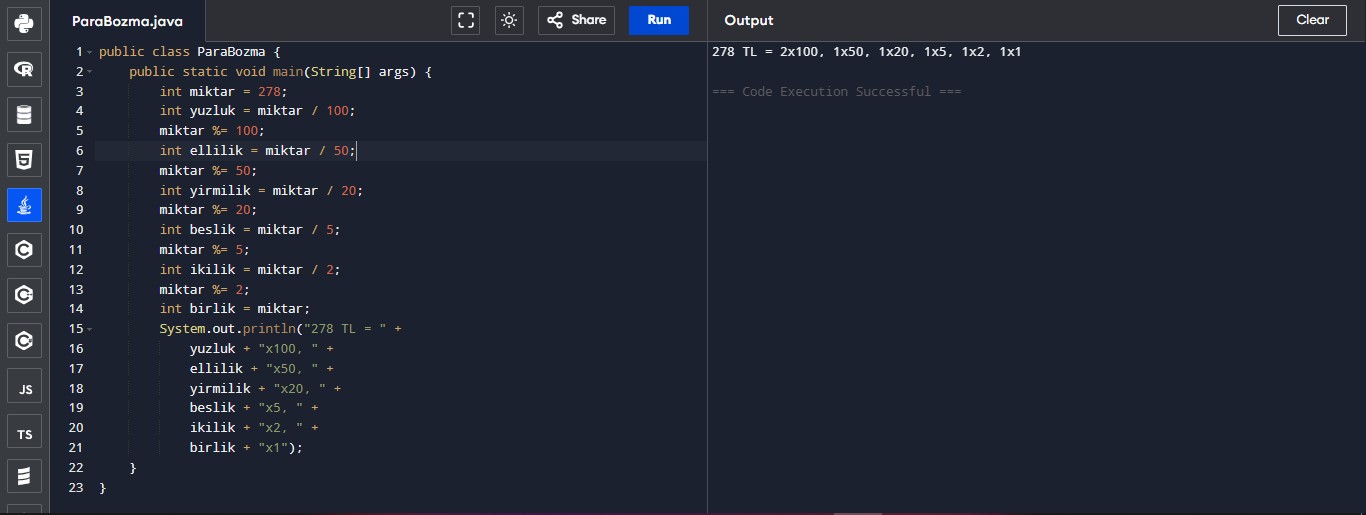 ParaBozma.java
Share
Run
Output
Clear
1 public class ParaBozma {
2     public static void main(String[] args) {
3         int miktar = 278;
4         int yuzluk = miktar / 100;
5         miktar %= 100;
6         int ellilik = miktar / 50;
7         miktar %= 50;
8         int yirmilik = miktar / 20;
9         miktar %= 20;
10         int beslik = miktar / 5;
11         miktar %= 5;
12         int ikilik = miktar / 2;
13         miktar %= 2;
14         int birlik = miktar;
15         System.out.println("278 TL = " +
16             yuzluk + "x100, " +
17             ellilik + "x50, " +
18             yirmilik + "x20, " +
19             beslik + "x5, " +
20             ikilik + "x2, " +
21             birlik + "x1");
22     }
23 }
278 TL = 2x100, 1x50, 1x20, 1x5, 1x2, 1x1
=== Code Execution Successful ===
R
5
C
C
C
JS
TS